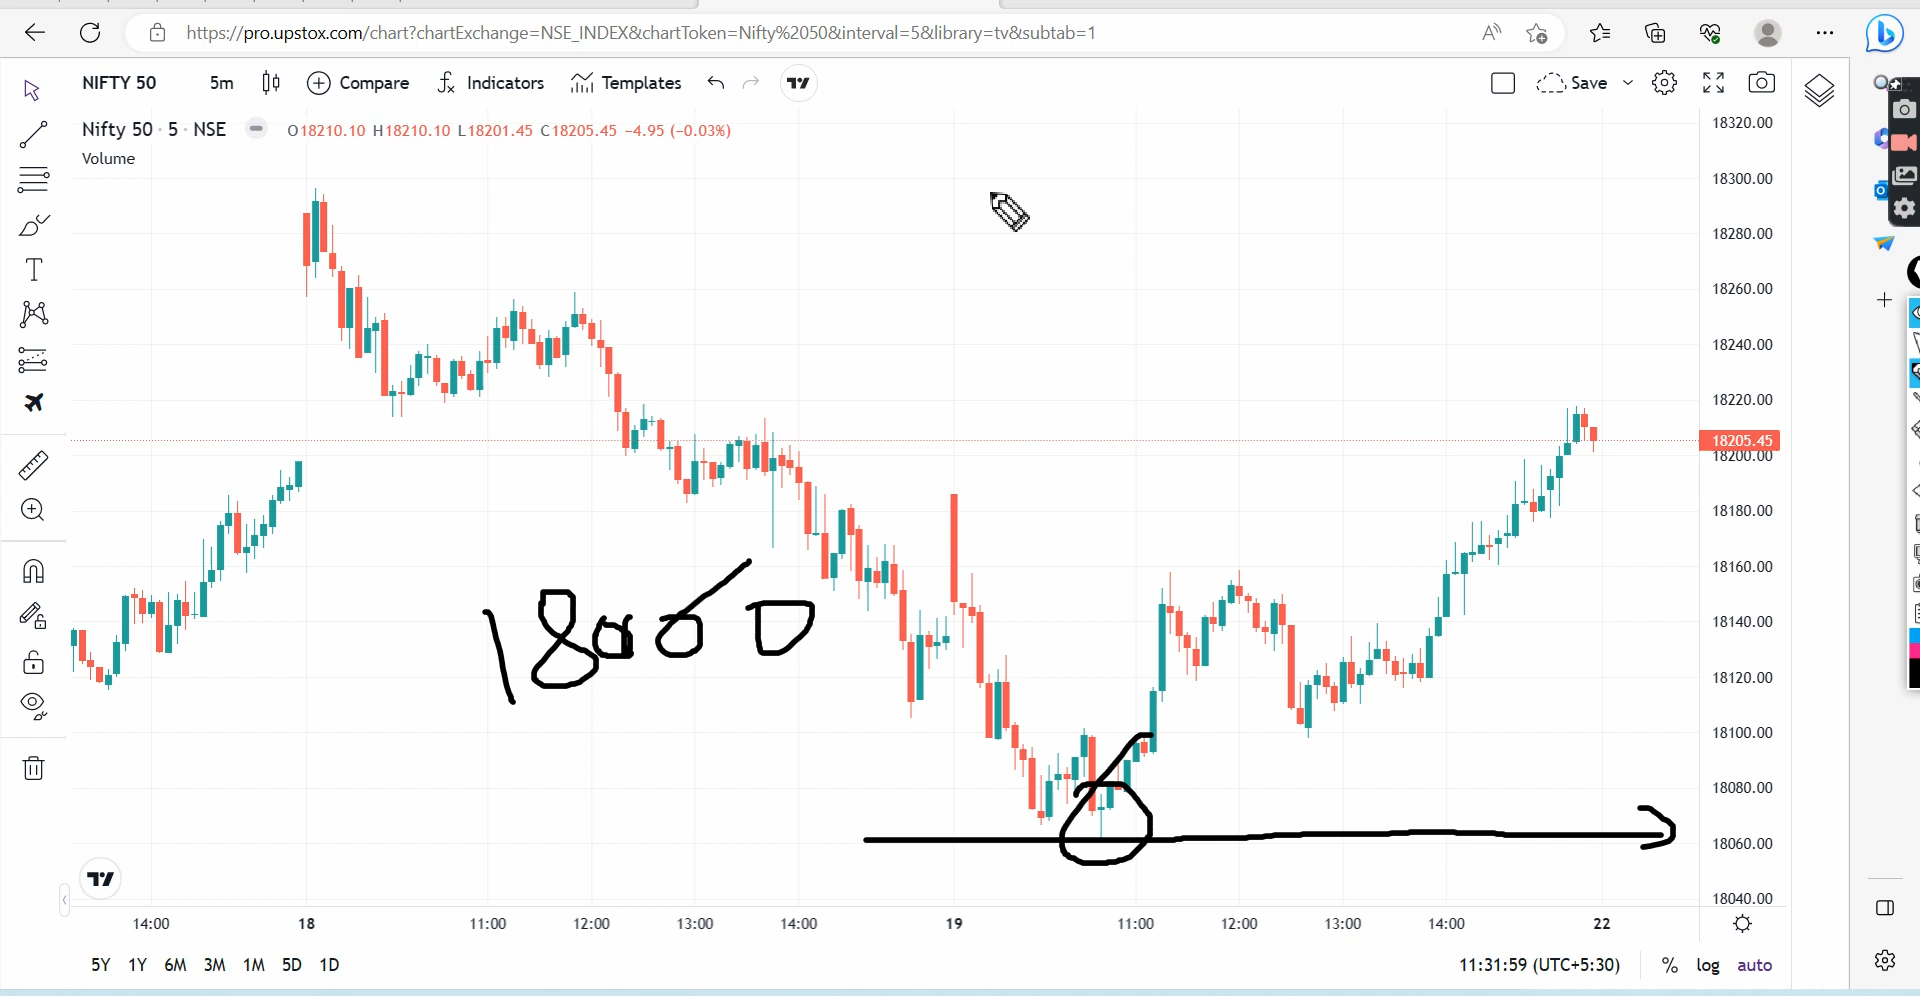 https://pro.upstox.com/chart?chartExchange=NSE_INDEX&chartToken=Nifty%2050&interval=5&library=tv&subtab=1
NIFTY 50 5m Compare Indicators Templates Save
Nifty 50 · 5 · NSE O18210.10 H18210.10 L18201.45 C18205.45 −4.95 (−0.03%)
Volume
18320.00
18300.00
18280.00
18260.00
18240.00
18220.00
18205.45
18200.00
18180.00
18160.00
18000
18140.00
18120.00
18100.00
18080.00
18060.00
18040.00
14:00 18 11:00 12:00 13:00 14:00 19 11:00 12:00 13:00 14:00 22
5Y 1Y 6M 3M 1M 5D 1D 11:31:59 (UTC+5:30) % log auto